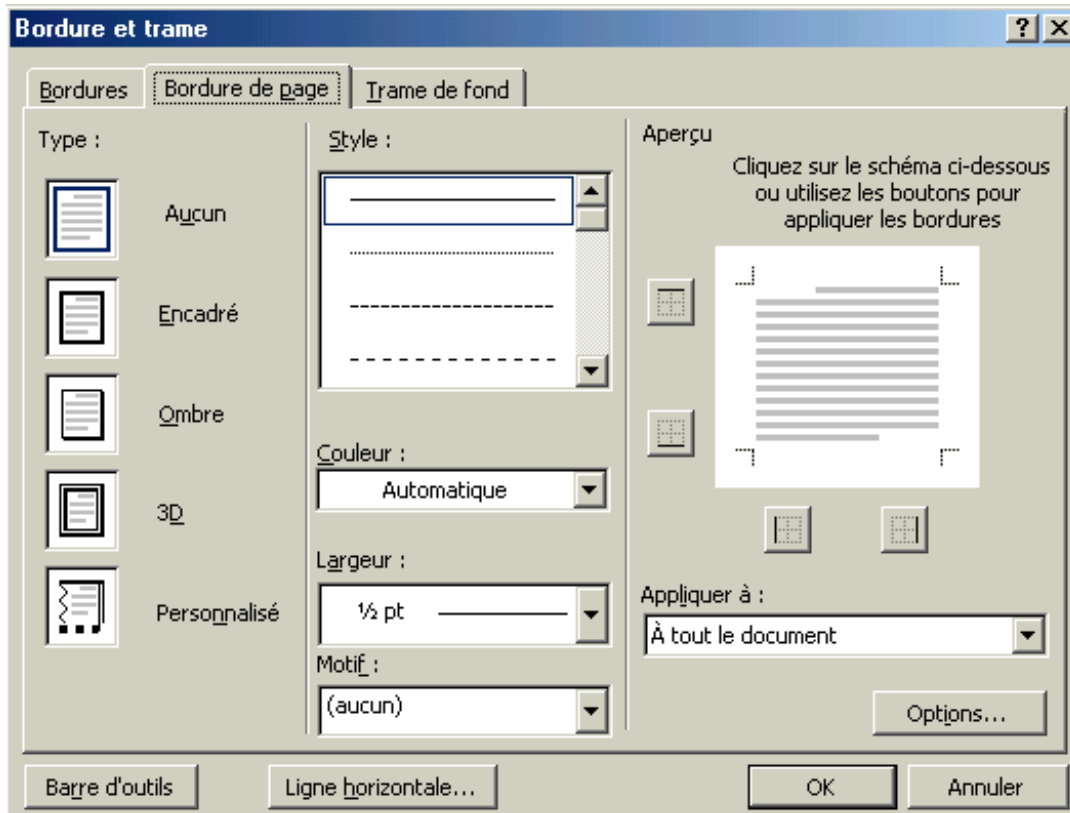 Bordure et trame
Bordures
Bordure de page
Trame de fond
Type :
Aucun
Encadré
Ombre
3D
Personnalisé
Style :
Couleur :
Automatique
Largeur :
½ pt
Motif :
(aucun)
Aperçu
Cliquez sur le schéma ci-dessous
ou utilisez les boutons pour
appliquer les bordures
Appliquer à :
À tout le document
Options...
Barre d'outils
Ligne horizontale...
OK
Annuler